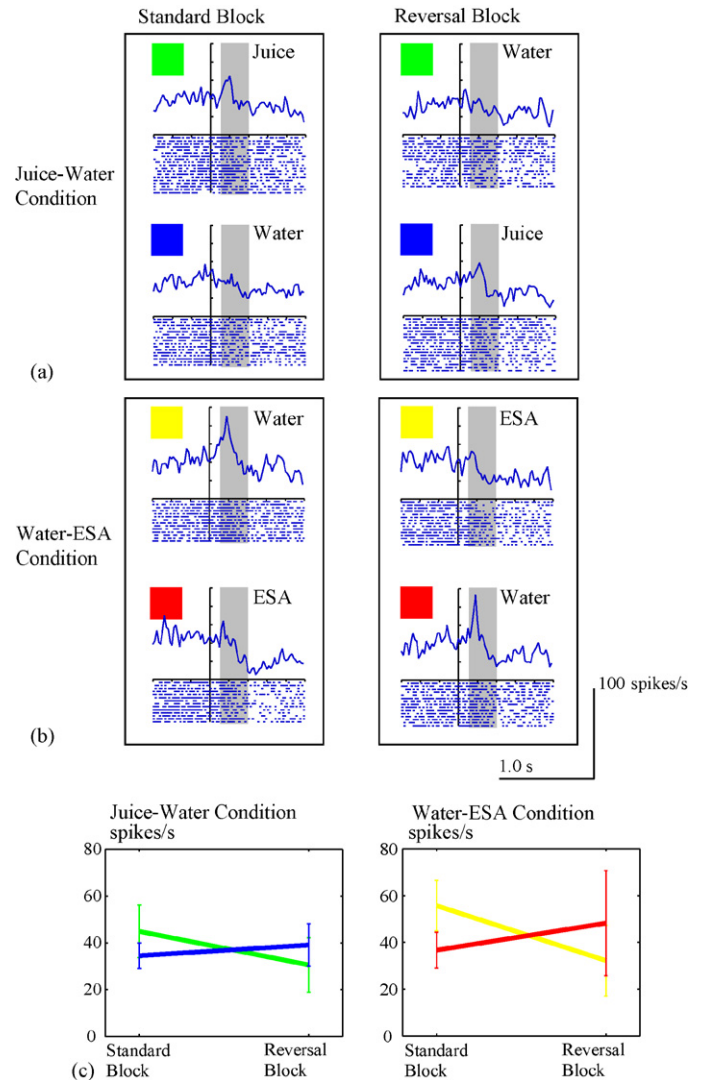 Standard Block
Reversal Block
Juice
Water
Juice-Water
Condition
Water
Juice
(a)
Water
ESA
Water-ESA
Condition
ESA
Water
100 spikes/s
(b)
1.0 s
Juice-Water Condition
spikes/s
Water-ESA Condition
spikes/s
80
60
40
20
0
80
60
40
20
0
Standard
Block
Reversal
Block
Standard
Block
Reversal
Block
(c)